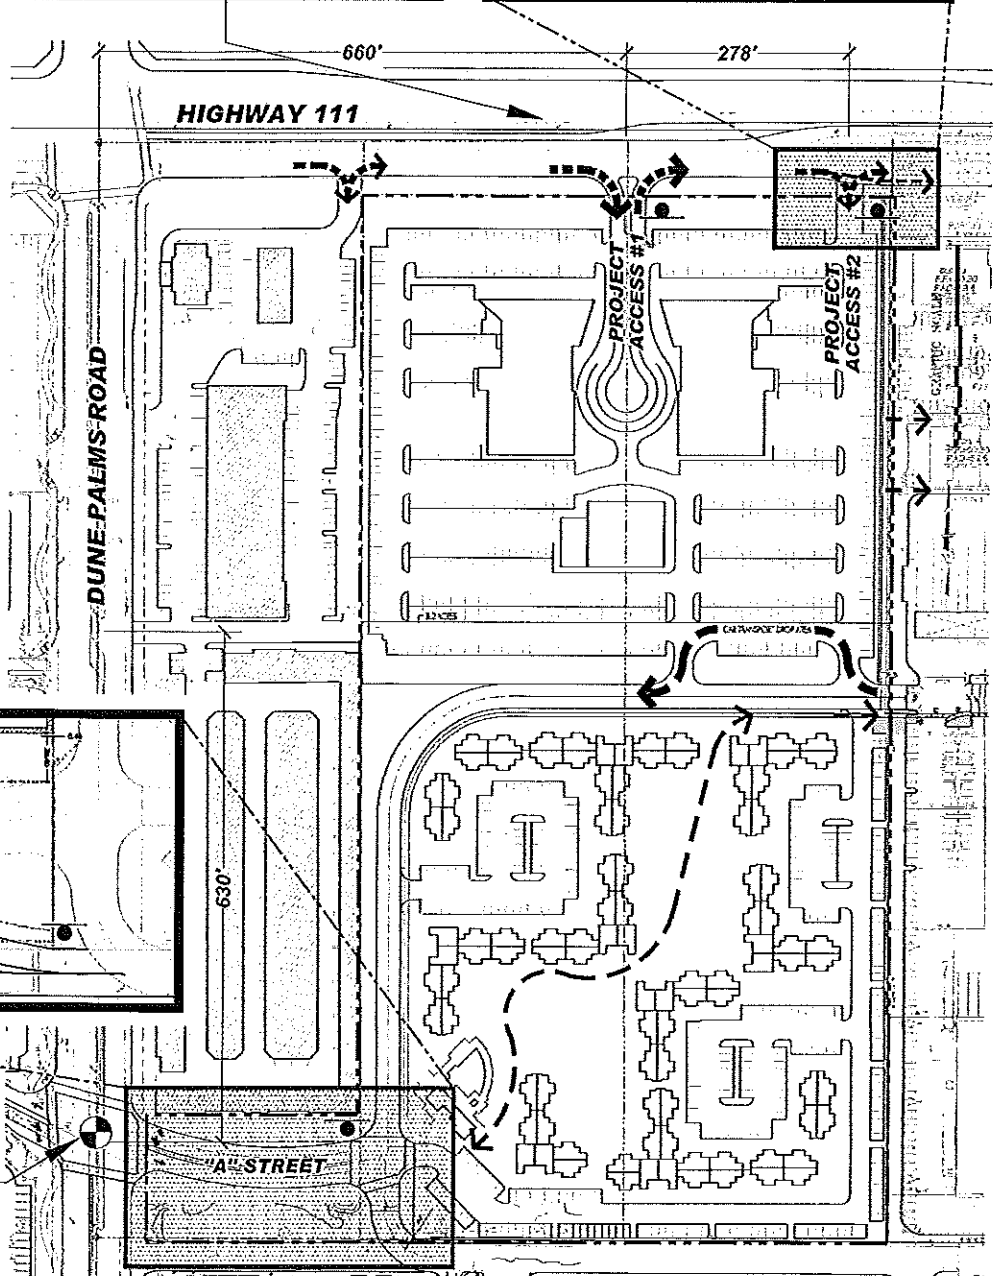 660'
278'
HIGHWAY 111
PROJECT
ACCESS #1
PROJECT
ACCESS #2
DUNE PALMS ROAD
630'
"A" STREET